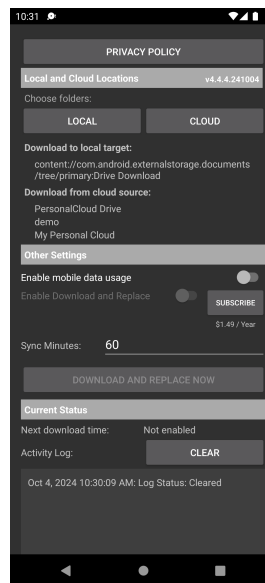 10:31
PRIVACY POLICY
Local and Cloud Locations v4.4.4.241004
Choose folders:
LOCAL CLOUD
Download to local target:
content://com.android.externalstorage.documents
/tree/primary:Drive Download
Download from cloud source:
PersonalCloud Drive
demo
My Personal Cloud
Other Settings
Enable mobile data usage
Enable Download and Replace
SUBSCRIBE
$1.49 / Year
Sync Minutes: 60
DOWNLOAD AND REPLACE NOW
Current Status
Next download time: Not enabled
Activity Log: CLEAR
Oct 4, 2024 10:30:09 AM: Log Status: Cleared